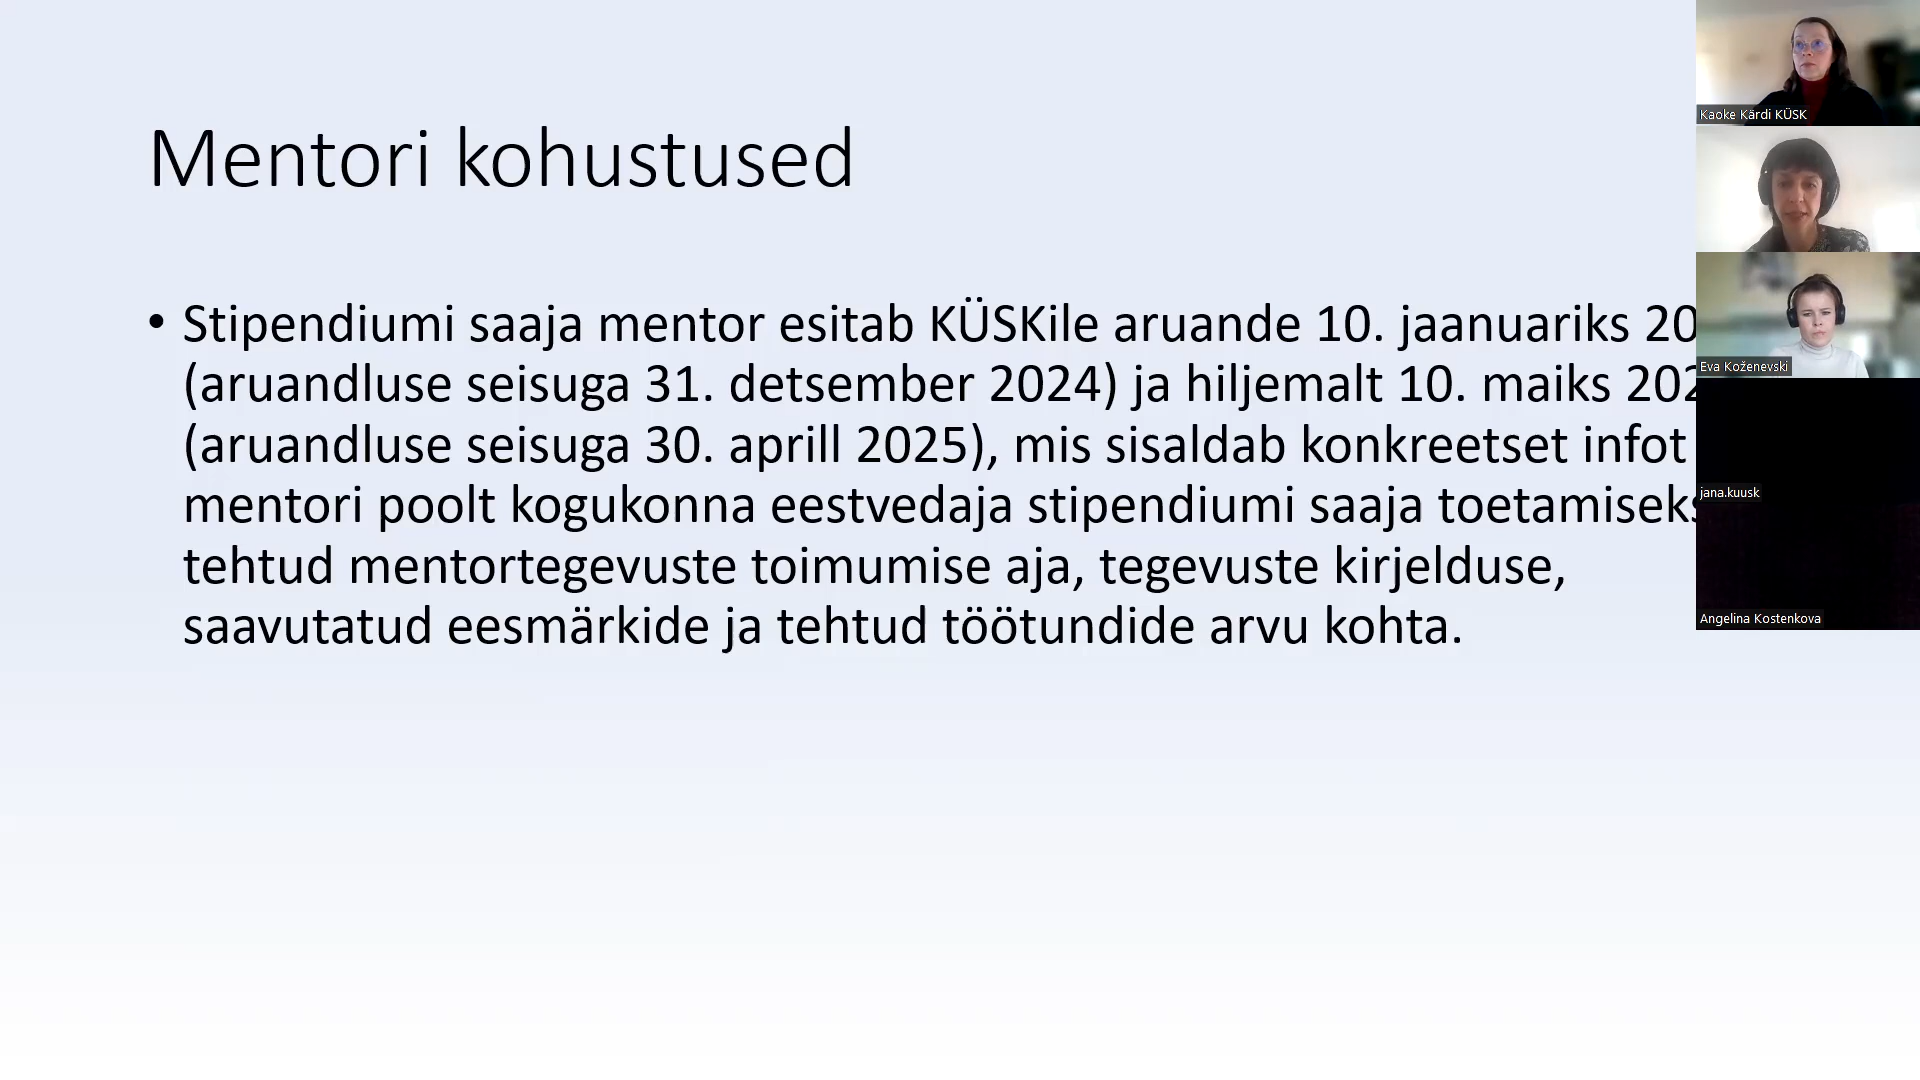 Mentori kohustused
• Stipendiumi saaja mentor esitab KÜSKile aruande 10. jaanuariks 20
(aruandluse seisuga 31. detsember 2024) ja hiljemalt 10. maiks 202
(aruandluse seisuga 30. aprill 2025), mis sisaldab konkreetset infot
mentori poolt kogukonna eestvedaja stipendiumi saaja toetamiseks
tehtud mentortegevuste toimumise aja, tegevuste kirjelduse,
saavutatud eesmärkide ja tehtud töötundide arvu kohta.
Kaoke Kärdi KÜSK
Eva Koženevski
jana.kuusk
Angelina Kostenkova